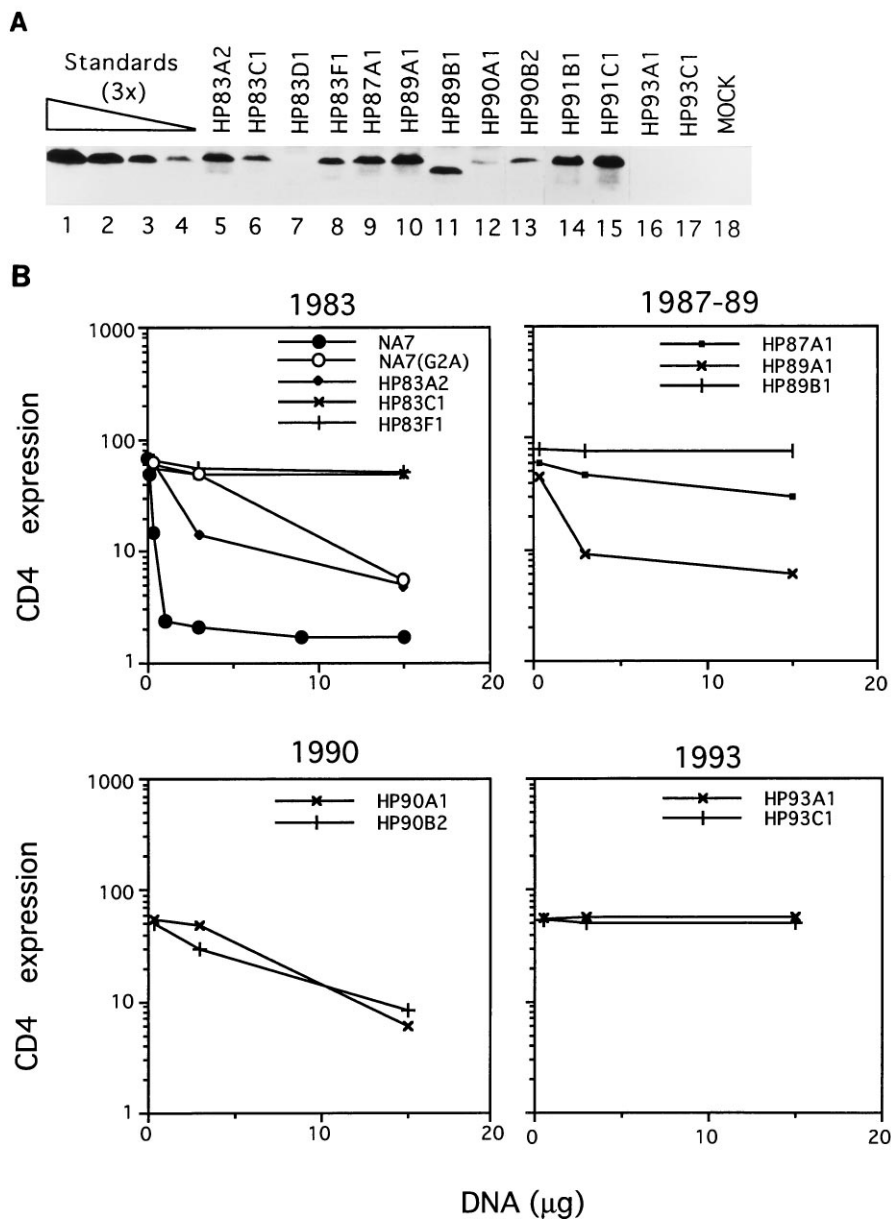 A
Standards
(3x)
HP83A2
HP83C1
HP83D1
HP83F1
HP87A1
HP89A1
HP89B1
HP90A1
HP90B2
HP91B1
HP91C1
HP93A1
HP93C1
MOCK
1 2 3 4 5 6 7 8 9 10 11 12 13 14 15 16 17 18
B
1983
1000
100
10
1
0 10 20
NA7
NA7(G2A)
HP83A2
HP83C1
HP83F1
CD4 expression
1987-89
HP87A1
HP89A1
HP89B1
0 10 20
1990
1000
100
10
1
0 10 20
HP90A1
HP90B2
CD4 expression
1993
HP93A1
HP93C1
0 10 20
DNA (μg)